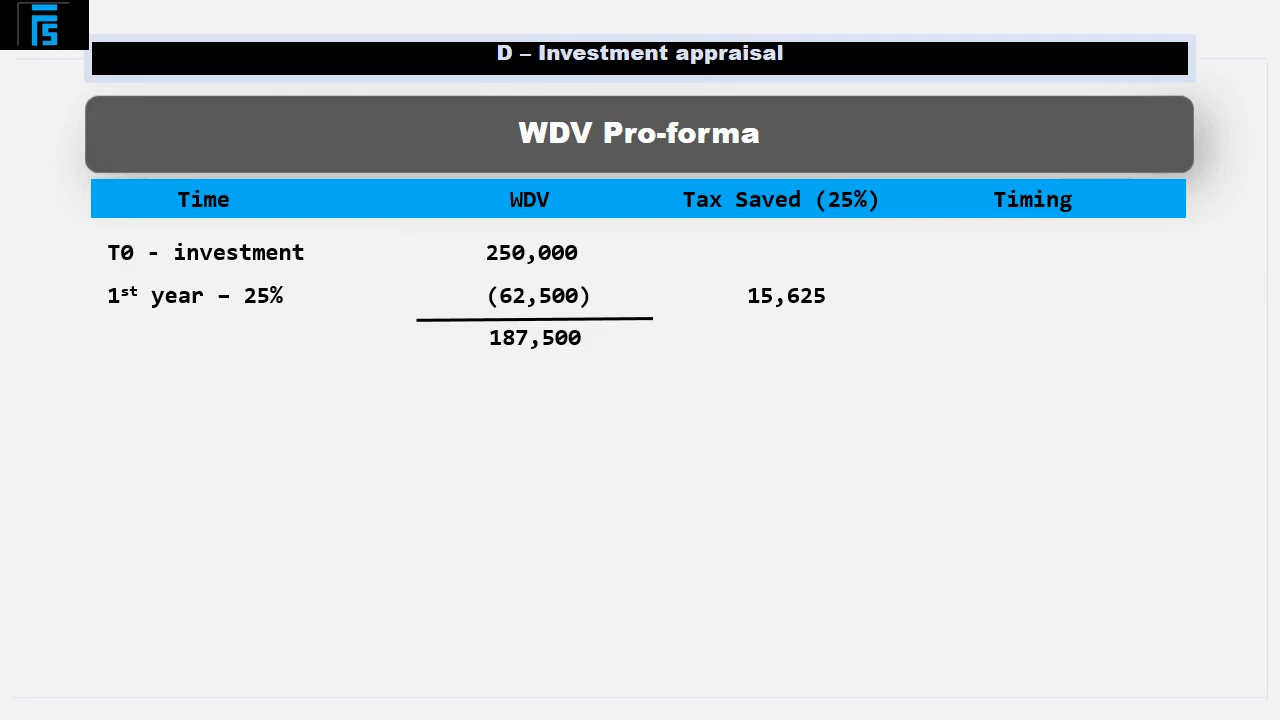 D – Investment appraisal
WDV Pro-forma
Time WDV Tax Saved (25%) Timing
T0 - investment 250,000
1st year – 25% (62,500) 15,625
187,500